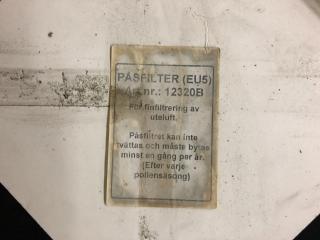 PÅSFILTER (EU5)
Art.nr.: 12320B
För finfiltrering av
uteluft.
Påsfiltret kan inte
tvättas och måste bytas
minst en gång per år.
(Efter varje
pollensäsong)